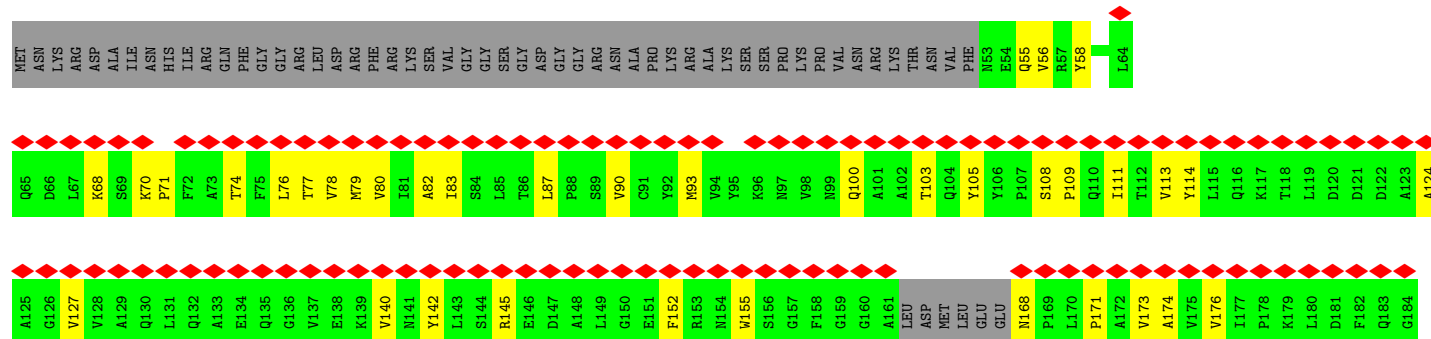 MET ASN LYS ARG ASP ALA ILE ASN HIS ILE ARG GLN PHE GLY GLY ARG LEU ASP ARG PHE ARG LYS SER VAL GLY GLY SER GLY ASP GLY GLY ARG ASN ALA PRO LYS ARG ALA LYS SER SER PRO LYS PRO VAL ASN ARG LYS THR ASN VAL PHE N53 E54 Q55 V56 R57 Y58 L64
Q65 D66 L67 K68 S69 K70 P71 F72 A73 T74 F75 L76 T77 V78 M79 V80 I81 A82 I83 S84 L85 T86 L87 P88 S89 V90 C91 Y92 M93 V94 Y95 K96 N97 V98 N99 Q100 A101 A102 T103 Q104 Y105 Y106 P107 S108 P109 Q110 I111 T112 V113 Y114 L115 Q116 K117 T118 L119 D120 D121 D122 A123 A124
A125 G126 V127 V128 A129 Q130 L131 Q132 A133 E134 Q135 G136 V137 E138 K139 V140 N141 Y142 L143 S144 R145 E146 D147 A148 L149 G150 E151 F152 R153 N154 W155 S156 G157 F158 G159 G160 A161 LEU ASP MET LEU GLU GLU N168 P169 L170 P171 A172 V173 A174 V175 V176 I177 P178 K179 L180 D181 F182 Q183 G184